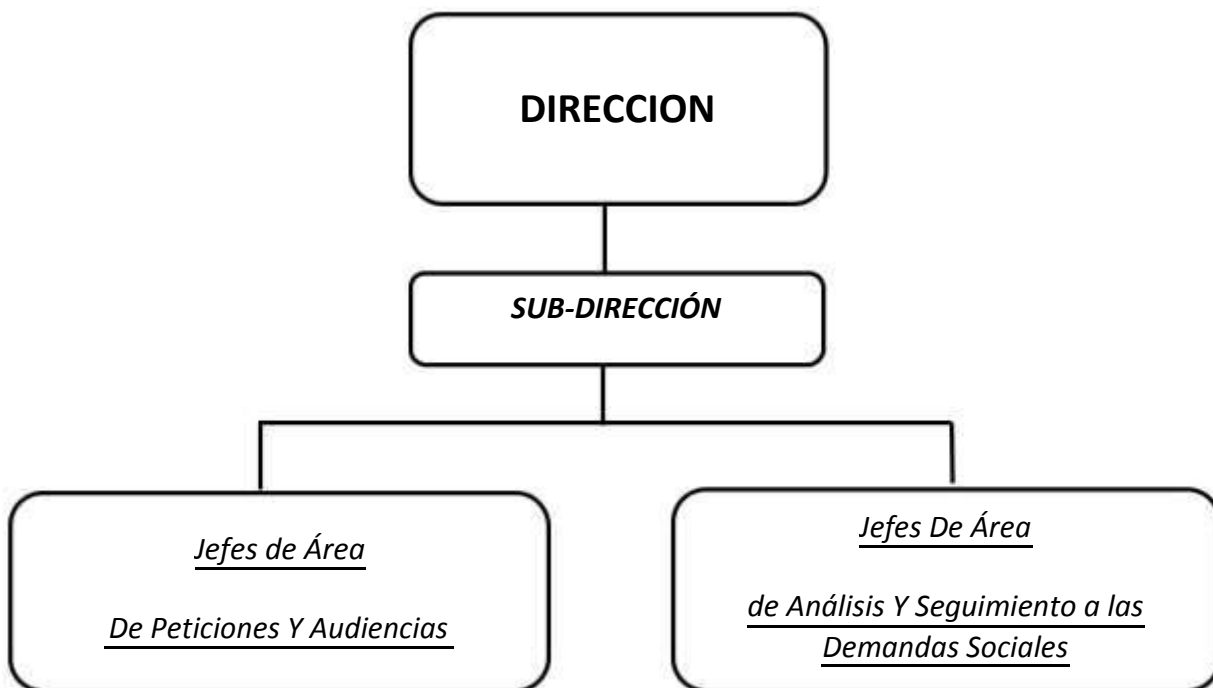 DIRECCION
SUB-DIRECCIÓN
Jefes de Área
De Peticiones Y Audiencias
Jefes De Área
de Análisis Y Seguimiento a las
Demandas Sociales